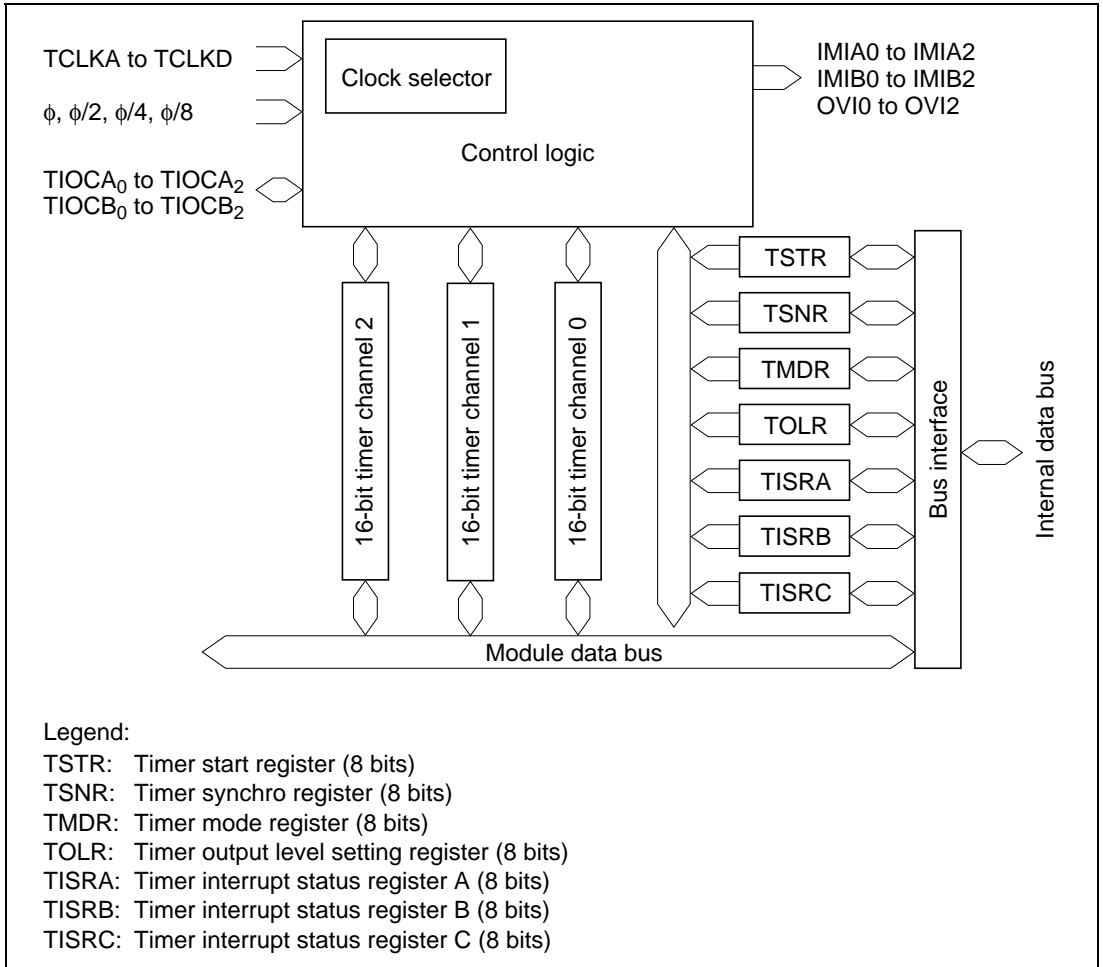 TCLKA to TCLKD
ϕ, ϕ/2, ϕ/4, ϕ/8
TIOCA0 to TIOCA2
TIOCB0 to TIOCB2
Clock selector
Control logic
IMIA0 to IMIA2
IMIB0 to IMIB2
OVI0 to OVI2
16-bit timer channel 2
16-bit timer channel 1
16-bit timer channel 0
TSTR
TSNR
TMDR
TOLR
TISRA
TISRB
TISRC
Bus interface
Internal data bus
Module data bus
Legend:
TSTR: Timer start register (8 bits)
TSNR: Timer synchro register (8 bits)
TMDR: Timer mode register (8 bits)
TOLR: Timer output level setting register (8 bits)
TISRA: Timer interrupt status register A (8 bits)
TISRB: Timer interrupt status register B (8 bits)
TISRC: Timer interrupt status register C (8 bits)